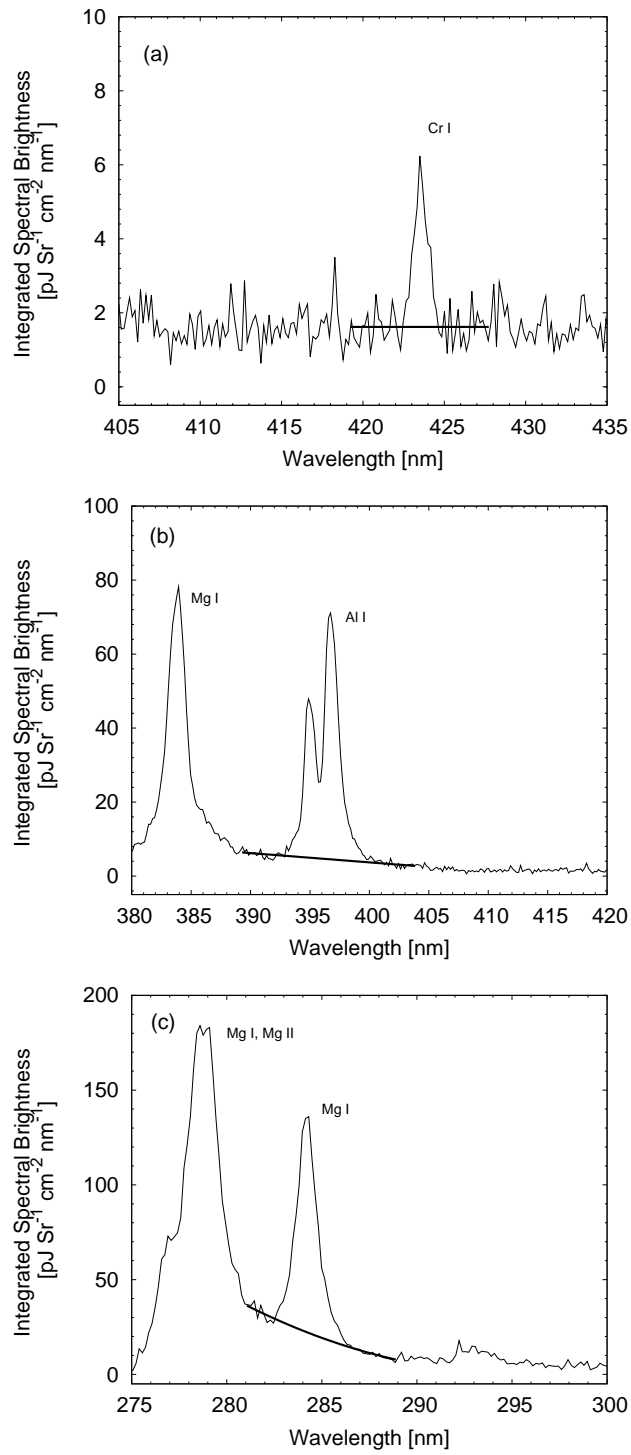 (a)
Cr I
10
8
6
4
2
0
405 410 415 420 425 430 435
Wavelength [nm]
Integrated Spectral Brightness
[pJ Sr⁻¹ cm⁻² nm⁻¹]
(b)
Mg I
Al I
100
80
60
40
20
0
380 385 390 395 400 405 410 415 420
Wavelength [nm]
Integrated Spectral Brightness
[pJ Sr⁻¹ cm⁻² nm⁻¹]
(c)
Mg I, Mg II
Mg I
200
150
100
50
0
275 280 285 290 295 300
Wavelength [nm]
Integrated Spectral Brightness
[pJ Sr⁻¹ cm⁻² nm⁻¹]